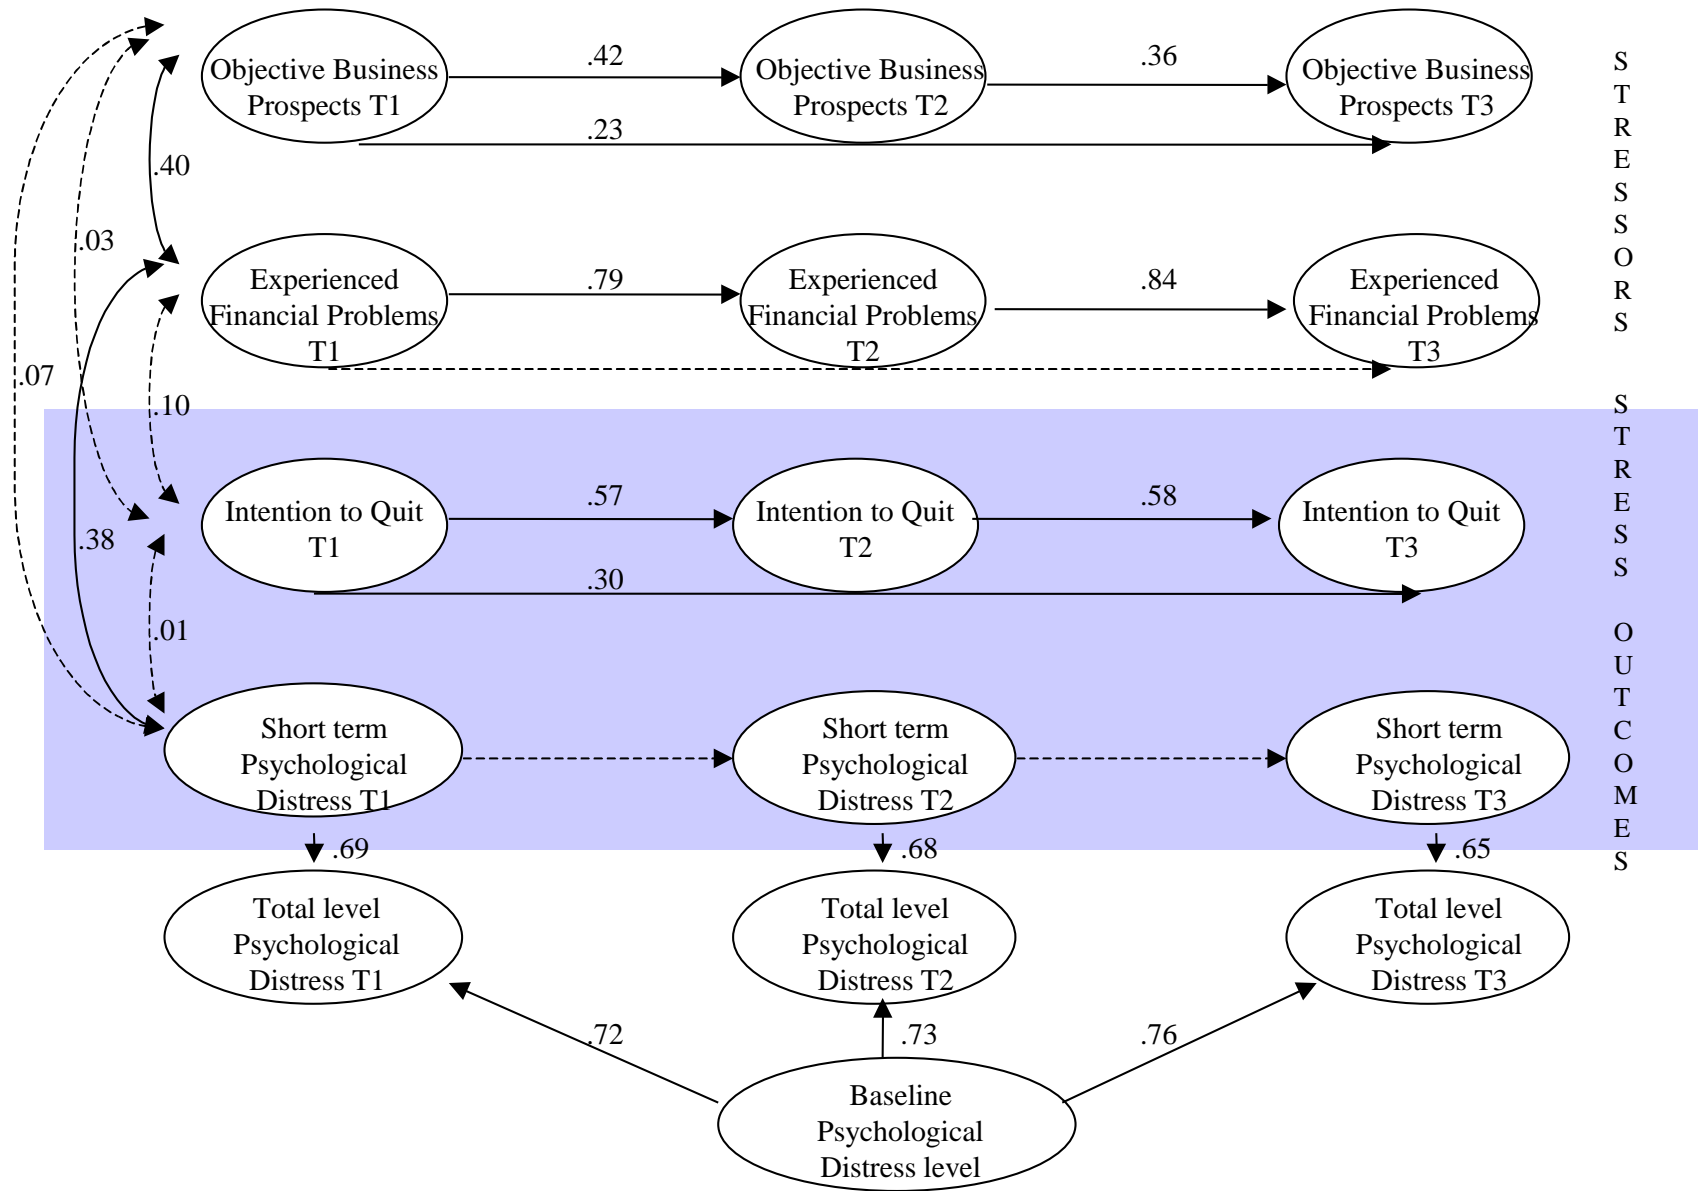 Objective Business
Prospects T1
.42
Objective Business
Prospects T2
.36
Objective Business
Prospects T3
.23
.40
.03
Experienced
Financial Problems
T1
.79
Experienced
Financial Problems
T2
.84
Experienced
Financial Problems
T3
.07
.10
Intention to Quit
T1
.57
Intention to Quit
T2
.58
Intention to Quit
T3
.30
.38
.01
Short term
Psychological
Distress T1
Short term
Psychological
Distress T2
Short term
Psychological
Distress T3
.69
.68
.65
Total level
Psychological
Distress T1
Total level
Psychological
Distress T2
Total level
Psychological
Distress T3
.72
.73
.76
Baseline
Psychological
Distress level
STRESSORS
STRESS
OUTCOMES